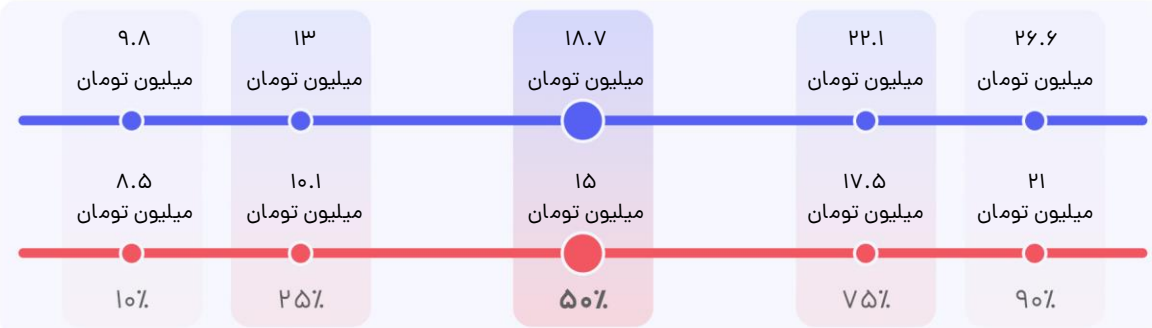 ۹.۸ ۱۳ ۱۸.۷ ۲۲.۱ ۲۶.۶
میلیون تومان میلیون تومان میلیون تومان میلیون تومان میلیون تومان
۸.۵ ۱۰.۱ ۱۵ ۱۷.۵ ۲۱
میلیون تومان میلیون تومان میلیون تومان میلیون تومان میلیون تومان
۱۰٪ ۲۵٪ ۵۰٪ ۷۵٪ ۹۰٪